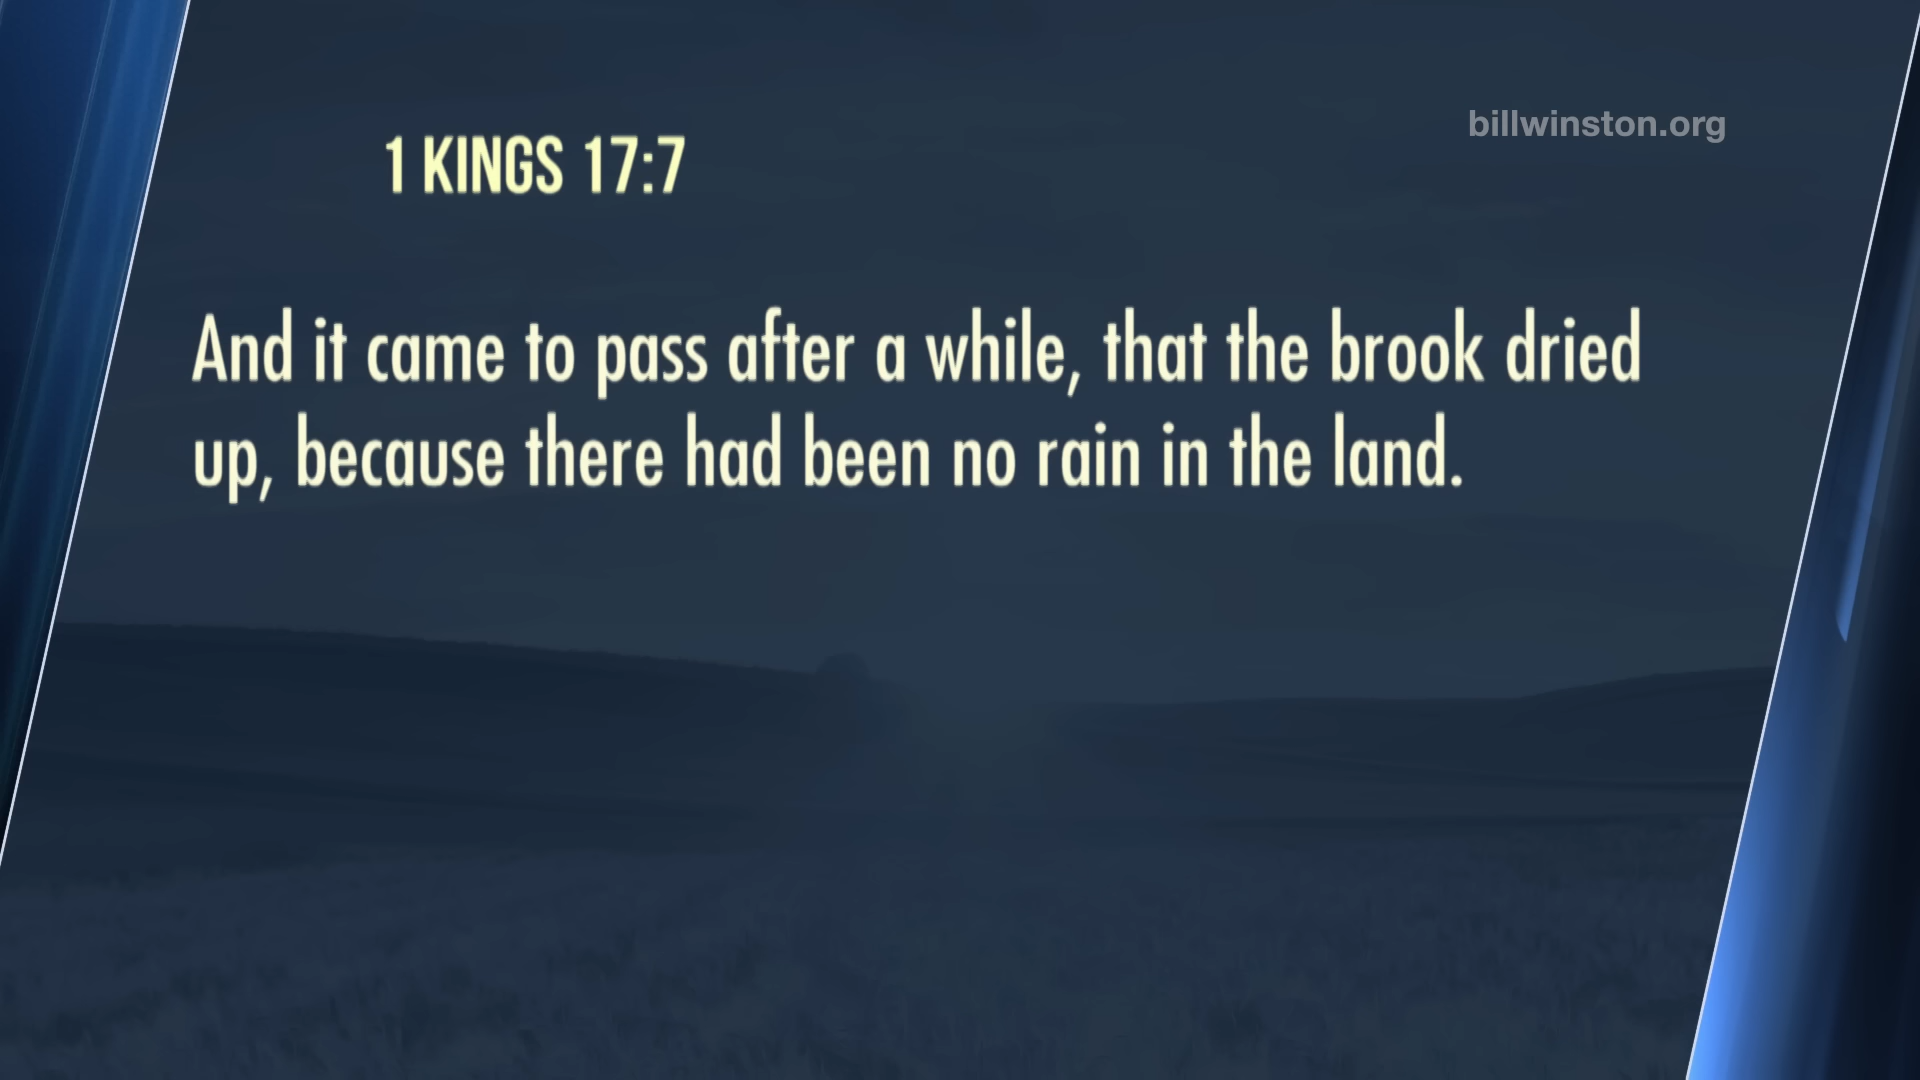 billwinston.org
1 KINGS 17:7
And it came to pass after a while, that the brook dried
up, because there had been no rain in the land.